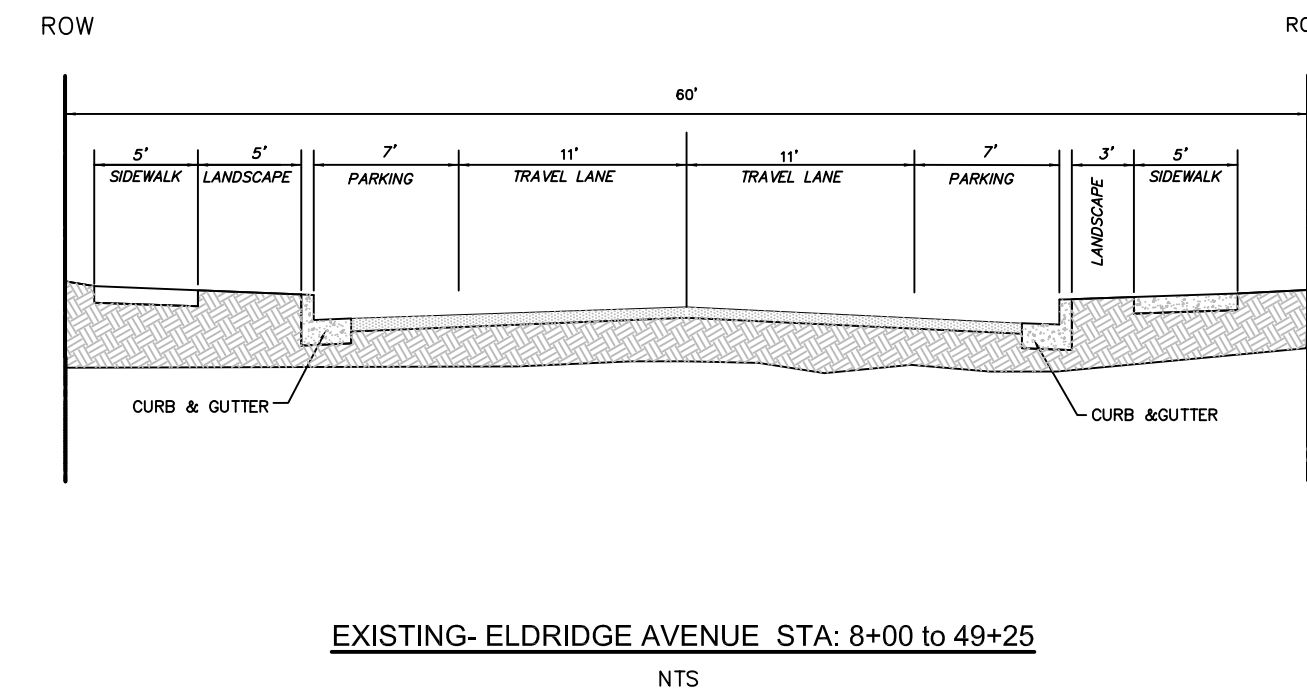 ROW
RO
60'
5' 5' 7' 11' 11' 7' 3' 5'
SIDEWALK LANDSCAPE PARKING TRAVEL LANE TRAVEL LANE PARKING LANDSCAPE SIDEWALK
CURB & GUTTER
CURB &GUTTER
EXISTING- ELDRIDGE AVENUE STA: 8+00 to 49+25
NTS